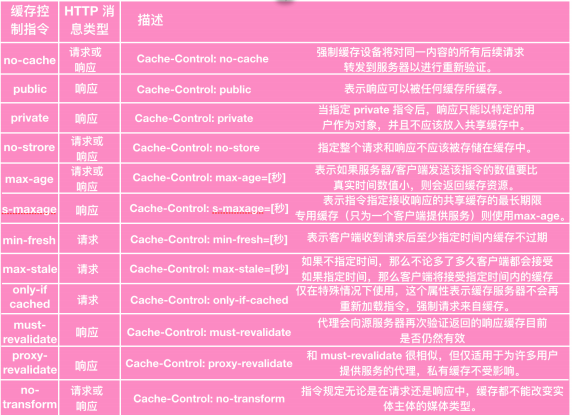 缓存控制指令 HTTP 消息类型 描述
no-cache 请求或响应 Cache-Control: no-cache 强制缓存设备将对同一内容的所有后续请求
转发到服务器以进行重新验证。
public 响应 Cache-Control: public 表示响应可以被任何缓存所缓存。
private 响应 Cache-Control: private 当指定 private 指令后，响应只能以特定的用
户作为对象，并且不应该放入共享缓存中。
no-strore 请求或响应 Cache-Control: no-store 指定整个请求和响应不应该被存储在缓存中。
max-age 请求或响应 Cache-Control: max-age=[秒] 表示如果服务器/客户端发送该指令的数值要比
真实时间数值小，则会返回缓存资源。
s-maxage 响应 Cache-Control: s-maxage=[秒] 表示指令指定接收响应的共享缓存的最长期限
专用缓存（只为一个客户端提供服务）则使用max-age。
min-fresh 请求 Cache-Control: min-fresh=[秒] 表示客户端收到请求后至少指定时间内缓存不过期
max-stale 请求 Cache-Control: max-stale=[秒] 如果不指定时间，那么不论多了多久客户端都会接受
如果指定时间，那么客户端将接受指定时间内的缓存
only-if cached 请求 Cache-Control: only-if-cached 仅在特殊情况下使用，这个属性表示缓存服务器不会再
重新加载指令，强制请求来自缓存。
must-revalidate 响应 Cache-Control: must-revalidate 代理会向源服务器再次验证返回的响应缓存目前
是否仍然有效
proxy-revalidate 响应 Cache-Control: proxy-revalidate 和 must-revalidate 很相似，但仅适用于为许多用户
提供服务的代理，私有缓存不受影响。
no-transform 请求或响应 Cache-Control: no-transform 指令规定无论是在请求还是响应中，缓存都不能改变实
体主体的媒体类型。